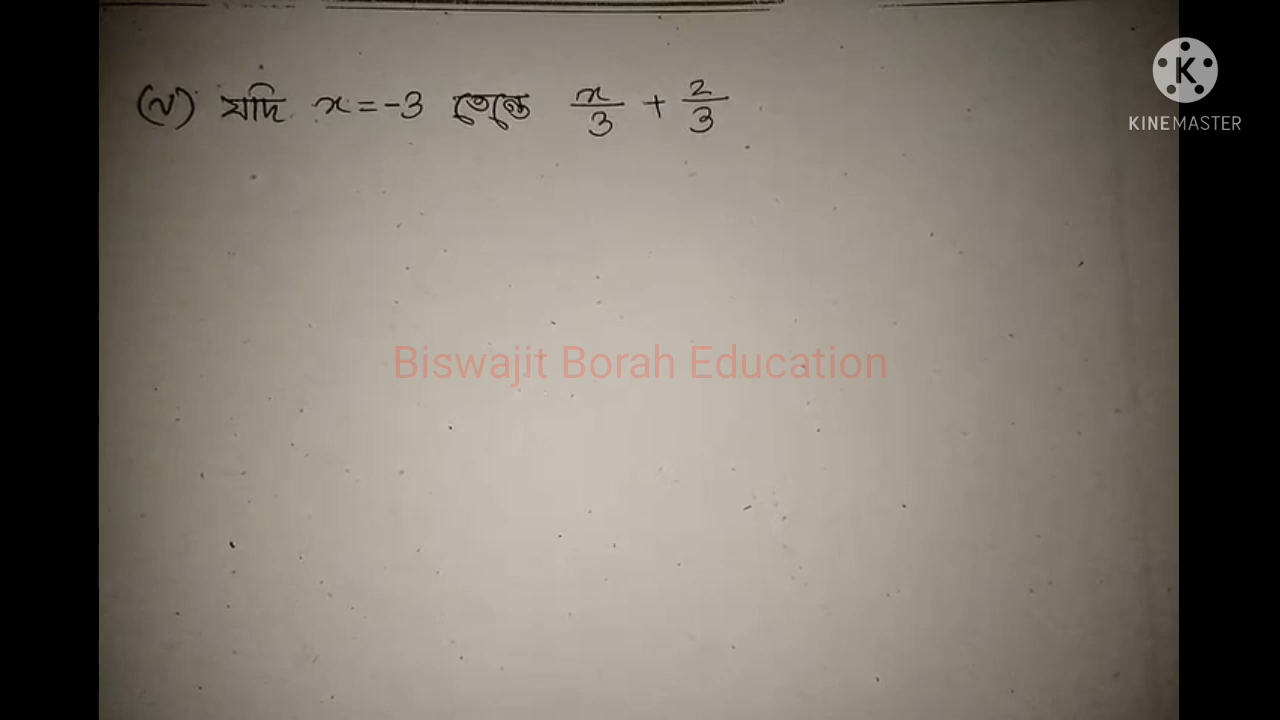 (v) যদি x = -3 তেন্তে x/3 + 2/3
KINEMASTER
Biswajit Borah Education